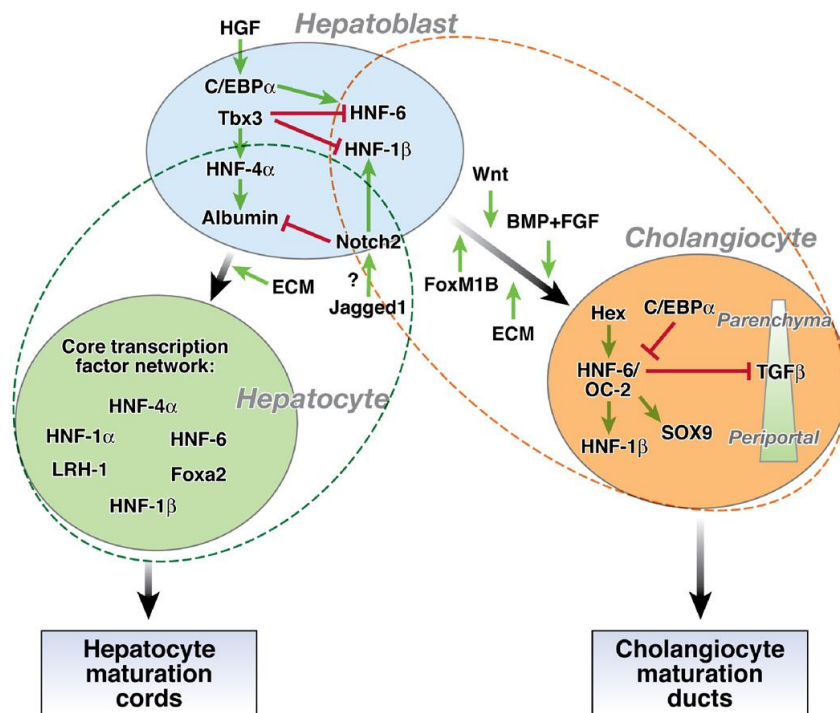 Hepatoblast
HGF
C/EBPα
Tbx3
HNF-6
HNF-1β
HNF-4α
Albumin
Notch2
?
Jagged1
ECM
Wnt
BMP+FGF
FoxM1B
ECM
Cholangiocyte
Hex
C/EBPα
Parenchyma
HNF-6/
OC-2
TGFβ
HNF-1β
SOX9
Periportal
Hepatocyte
Core transcription
factor network:
HNF-4α
HNF-1α
HNF-6
LRH-1
Foxa2
HNF-1β
Hepatocyte
maturation
cords
Cholangiocyte
maturation
ducts